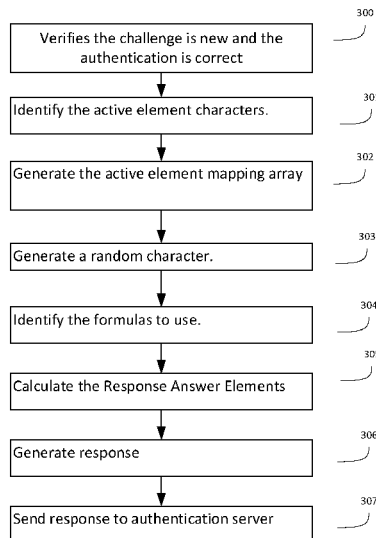 300
Verifies the challenge is new and the
authentication is correct
Identify the active element characters.
302
Generate the active element mapping array
303
Generate a random character.
304
Identify the formulas to use.
Calculate the Response Answer Elements
306
Generate response
307
Send response to authentication server